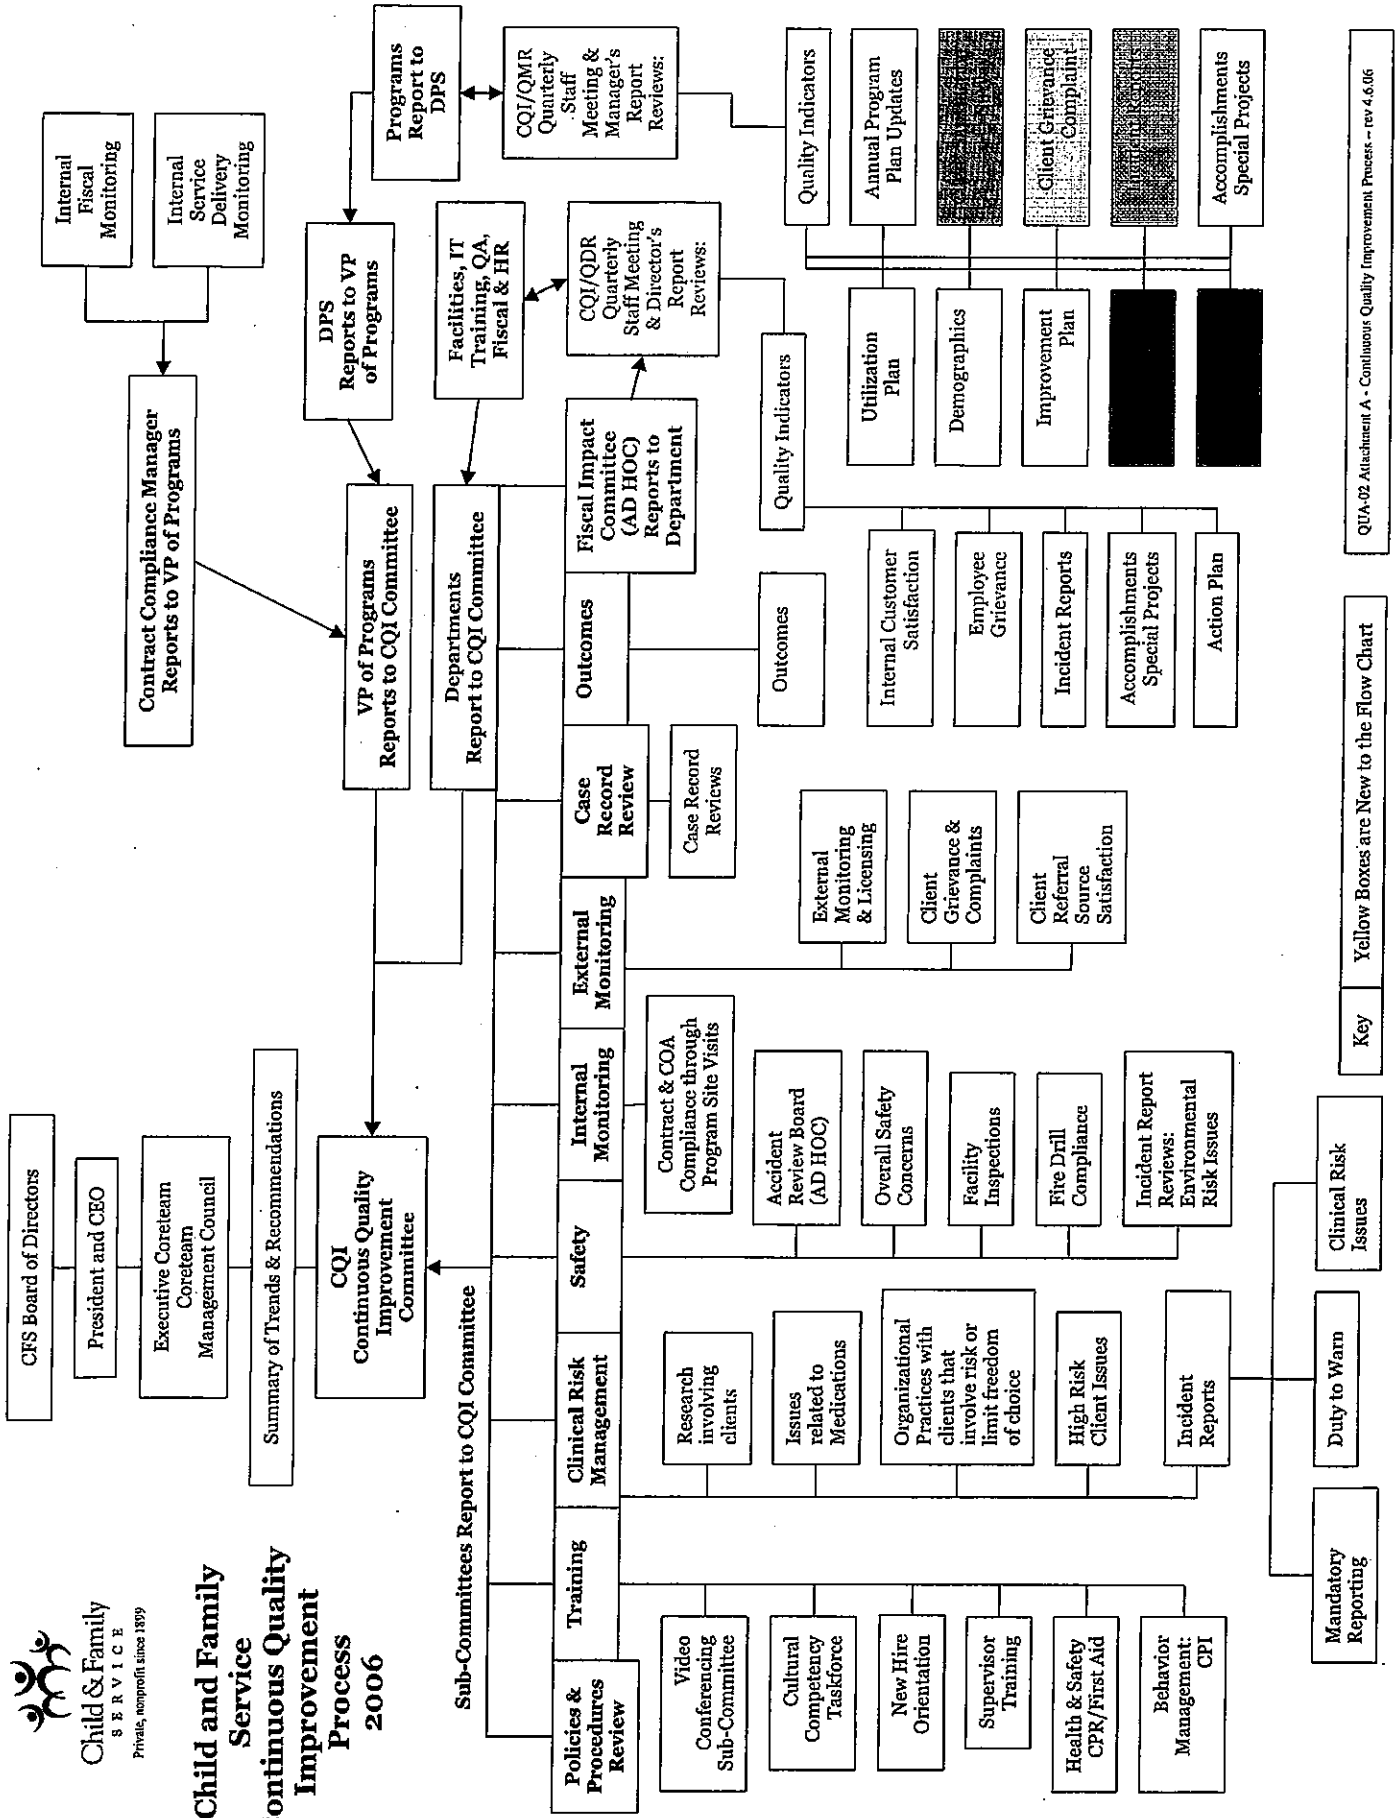 Child & Family
SERVICE
Private, nonprofit since 1899
Child and Family
Service
ontinuous Quality
Improvement
Process
2006
CFS Board of Directors
President and CEO
Executive Coreteam
Coreteam
Management Council
Summary of Trends & Recommendations
CQI
Continuous Quality
Improvement
Committee
Contract Compliance Manager
Reports to VP of Programs
Internal
Fiscal
Monitoring
Internal
Service
Delivery
Monitoring
VP of Programs
Reports to CQI Committee
DPS
Reports to VP
of Programs
Programs
Report to
DPS
Departments
Report to CQI Committee
Facilities, IT
Training, QA,
Fiscal & HR
CQI/QMR
Quarterly
Staff
Meeting &
Manager's
Report
Reviews:
CQI/QDR
Quarterly
Staff Meeting
& Director's
Report
Reviews:
Sub-Committees Report to CQI Committee
Policies &
Procedures
Review
Training
Clinical Risk
Management
Safety
Internal
Monitoring
External
Monitoring
Case
Record
Review
Outcomes
Fiscal Impact
Committee
(AD HOC)
Reports to
Department
Video
Conferencing
Sub-Committee
Cultural
Competency
Taskforce
New Hire
Orientation
Supervisor
Training
Health & Safety
CPR/First Aid
Behavior
Management:
CPI
Research
involving
clients
Issues
related to
Medications
Organizational
Practices with
clients that
involve risk or
limit freedom
of choice
High Risk
Client Issues
Incident
Reports
Mandatory
Reporting
Duty to Warn
Clinical Risk
Issues
Contract & COA
Compliance through
Program Site Visits
Accident
Review Board
(AD HOC)
Overall Safety
Concerns
Facility
Inspections
Fire Drill
Compliance
Incident Report
Reviews:
Environmental
Risk Issues
External
Monitoring
& Licensing
Client
Grievance &
Complaints
Client
Referral
Source
Satisfaction
Case Record
Reviews
Outcomes
Quality Indicators
Internal Customer
Satisfaction
Employee
Grievance
Incident Reports
Accomplishments
Special Projects
Action Plan
Quality Indicators
Utilization
Plan
Annual Program
Plan Updates
Demographics
Improvement
Plan
Client Grievance
Complaint
Accomplishments
Special Projects
Key
Yellow Boxes are New to the Flow Chart
QUA-02 Attachment A - Continuous Quality Improvement Process -- rev 4.6.06